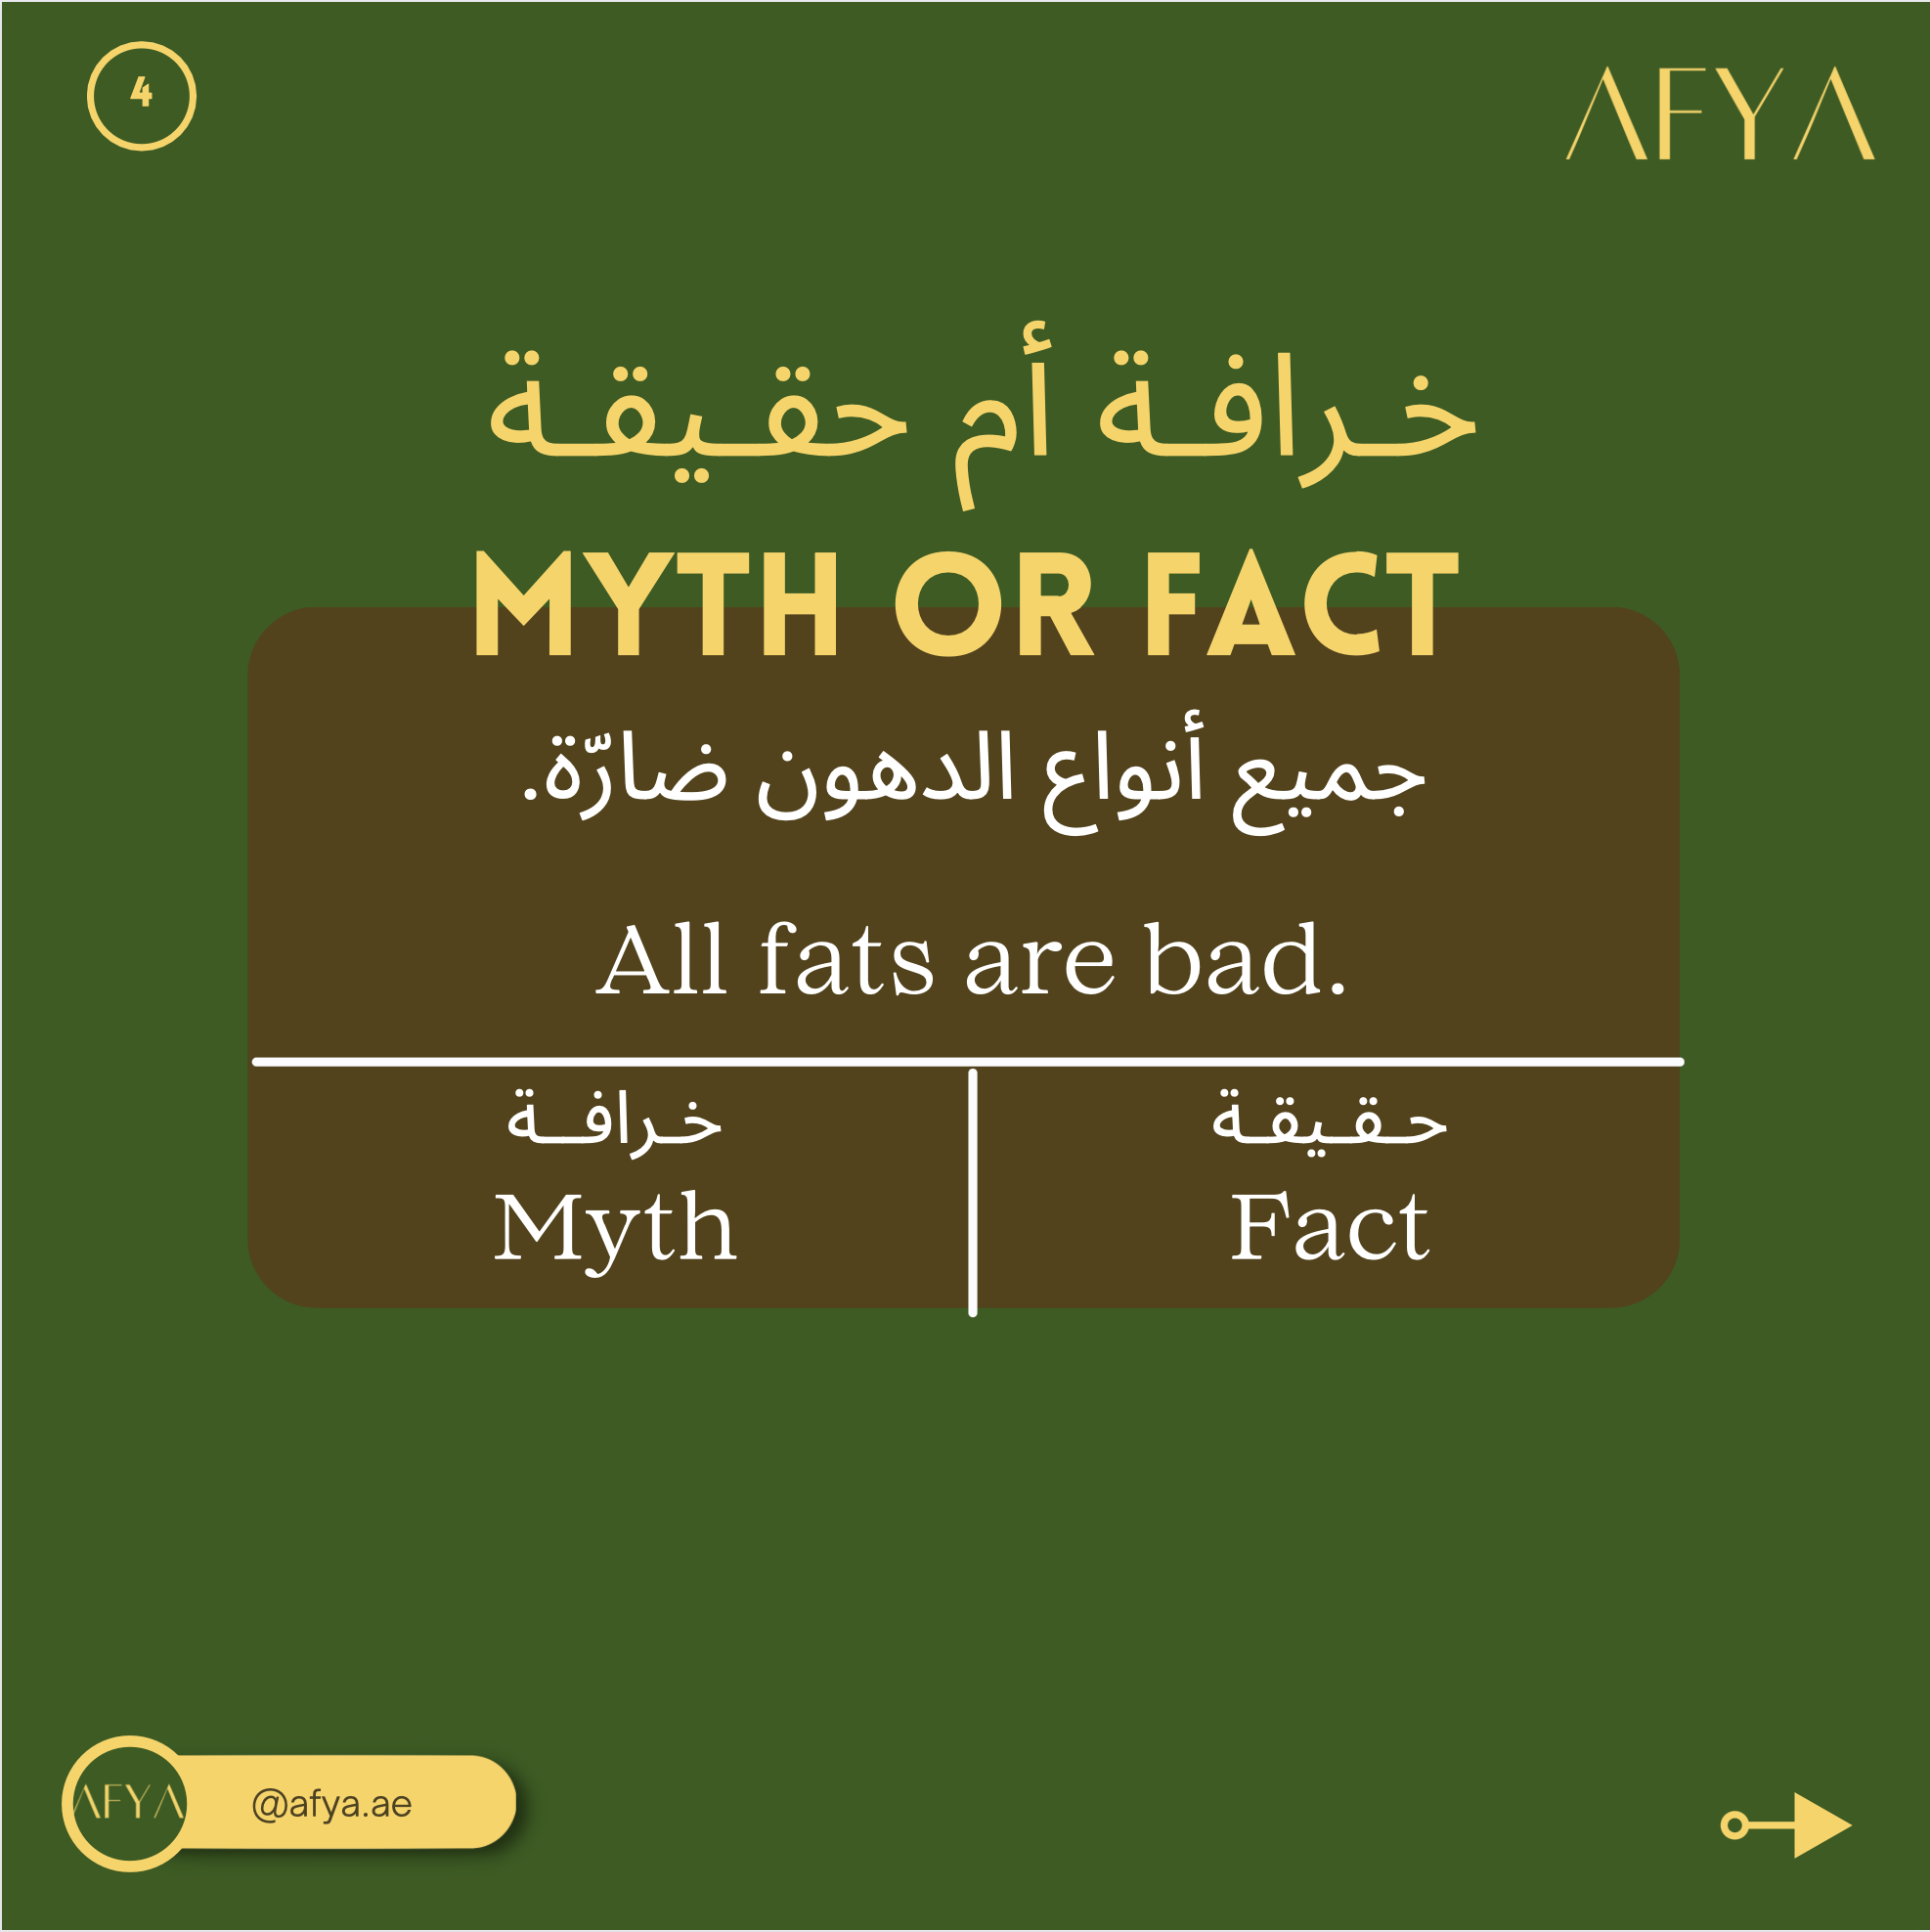 4
AFYA
خرافة أم حقيقة
MYTH OR FACT
جميع أنواع الدهون ضارّة.
All fats are bad.
خرافة
Myth
حقيقة
Fact
AFYA
@afya.ae